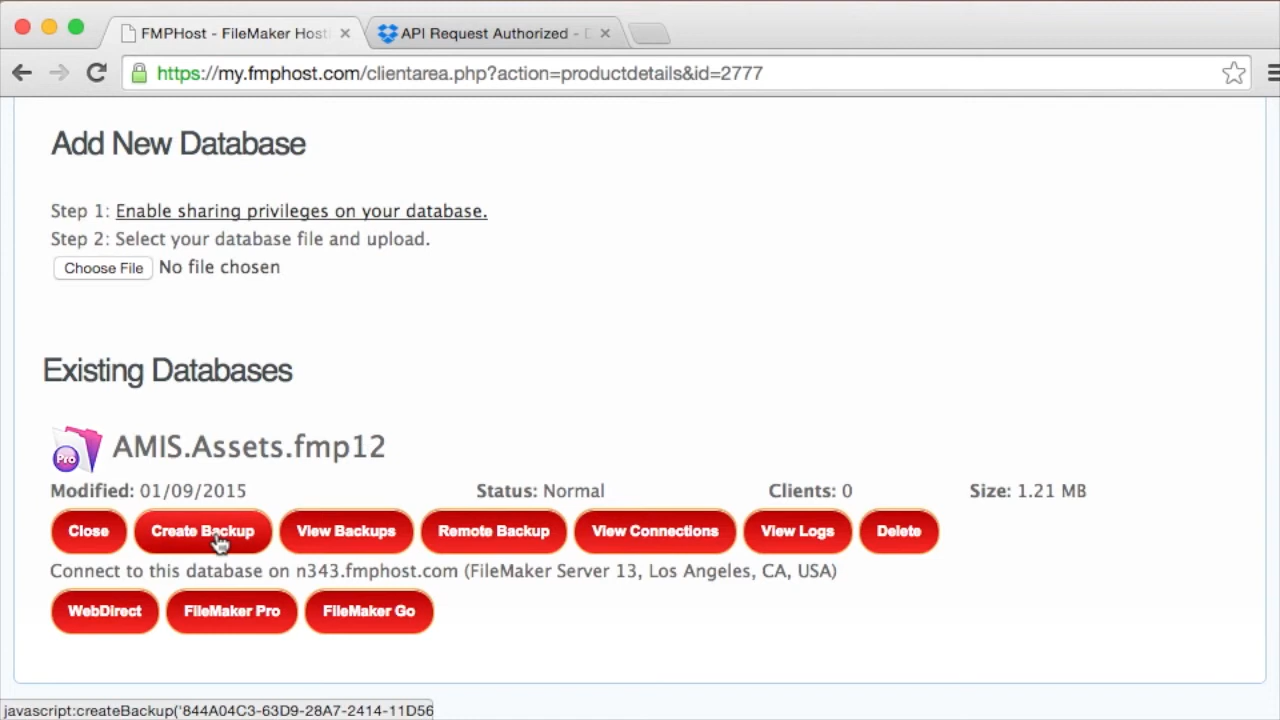 FMPHost - FileMaker Host
API Request Authorized -
https://my.fmphost.com/clientarea.php?action=productdetails&id=2777
Add New Database
Step 1: Enable sharing privileges on your database.
Step 2: Select your database file and upload.
Choose File No file chosen
Existing Databases
Pro
AMIS.Assets.fmp12
Modified: 01/09/2015 Status: Normal Clients: 0 Size: 1.21 MB
Close Create Backup View Backups Remote Backup View Connections View Logs Delete
Connect to this database on n343.fmphost.com (FileMaker Server 13, Los Angeles, CA, USA)
WebDirect FileMaker Pro FileMaker Go
javascript:createBackup('844A04C3-63D9-28A7-2414-11D56